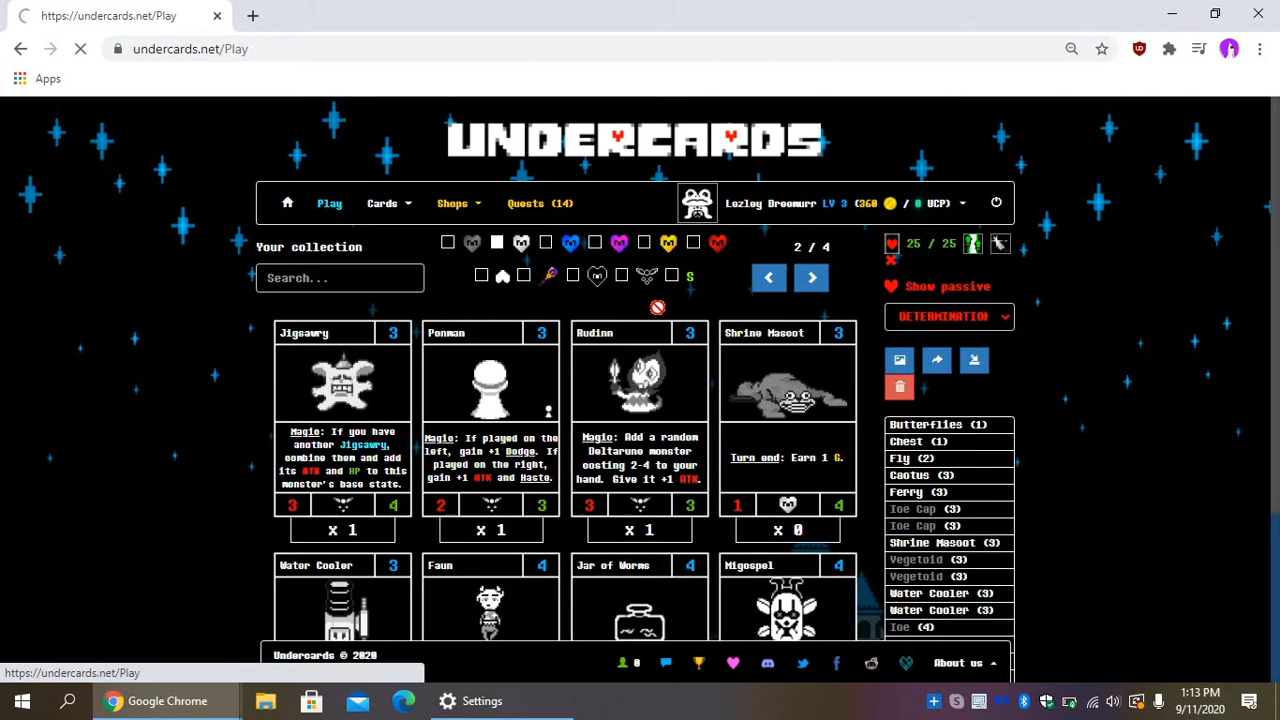 https://undercards.net/Play
undercards.net/Play
Apps
UNDERCARDS
Play
Cards
Shops
Quests (14)
Lezley Dreemurr LV 3 (360 / 0 UCP)
Your collection
2 / 4
25 / 25
Search...
S
Show passive
DETERMINATION
Jigsawry 3
Magic: If you have another Jigsawry, combine them and add its ATK and HP to this monster's base stats.
3 4
x 1
Ponman 3
Magic: If played on the left, gain +1 Dodge. If played on the right, gain +1 ATK and Haste.
2 3
x 1
Rudinn 3
Magic: Add a random Deltarune monster costing 2-4 to your hand. Give it +1 ATK.
3 3
x 1
Shrine Mascot 3
Turn end: Earn 1 G.
1 4
x 0
Water Cooler 3
Faun 4
Jar of Worms 4
Migospel 4
Butterflies (1)
Chest (1)
Fly (2)
Cactus (3)
Ferry (3)
Ice Cap (3)
Ice Cap (3)
Shrine Mascot (3)
Vegetoid (3)
Vegetoid (3)
Water Cooler (3)
Water Cooler (3)
Ice (4)
Undercards © 2020
0
About us
https://undercards.net/Play
Google Chrome
Settings
1:13 PM
9/11/2020